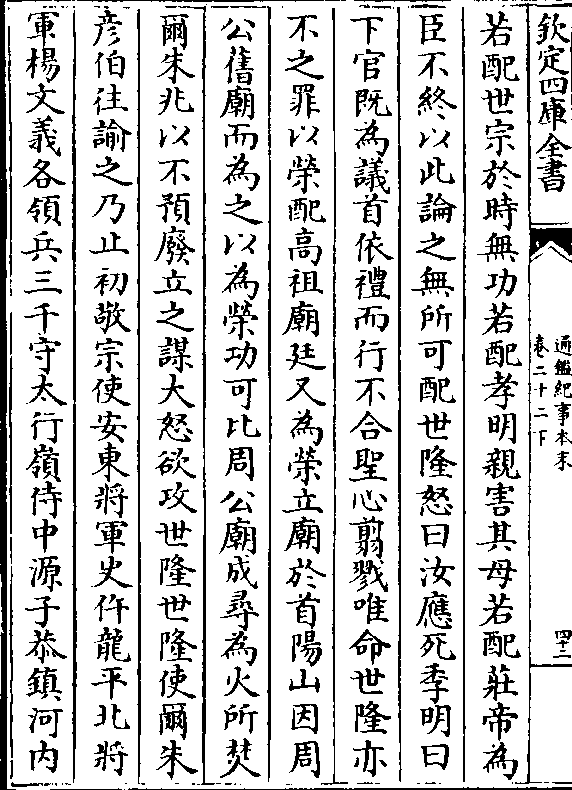 欽定四庫全書
通鑑紀事本末
卷二十二下
四十二
若配世宗於時無功若配孝明親害其母若配莊帝為
臣不終以此論之無所可配世隆怒曰汝應死季明曰
下官既為議首依禮而行不合聖心翦戮唯命世隆亦
不之罪以榮配高祖廟廷又為榮立廟於首陽山因周
公舊廟而為之以為榮功可比周公廟成尋為火所焚
爾朱兆以不預廢立之謀大怒欲攻世隆世隆使爾朱
彦伯往諭之乃止初敬宗使安東將軍史仵龍平北將
軍楊文義各領兵三千守太行嶺侍中源子恭鎮河内